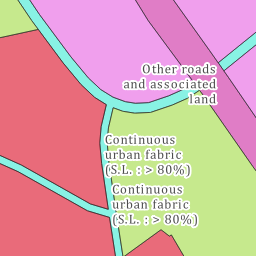 Other roads
and associated
land
Continuous
urban fabric
(S.L. : > 80%)
Continuous
urban fabric
(S.L. : > 80%)